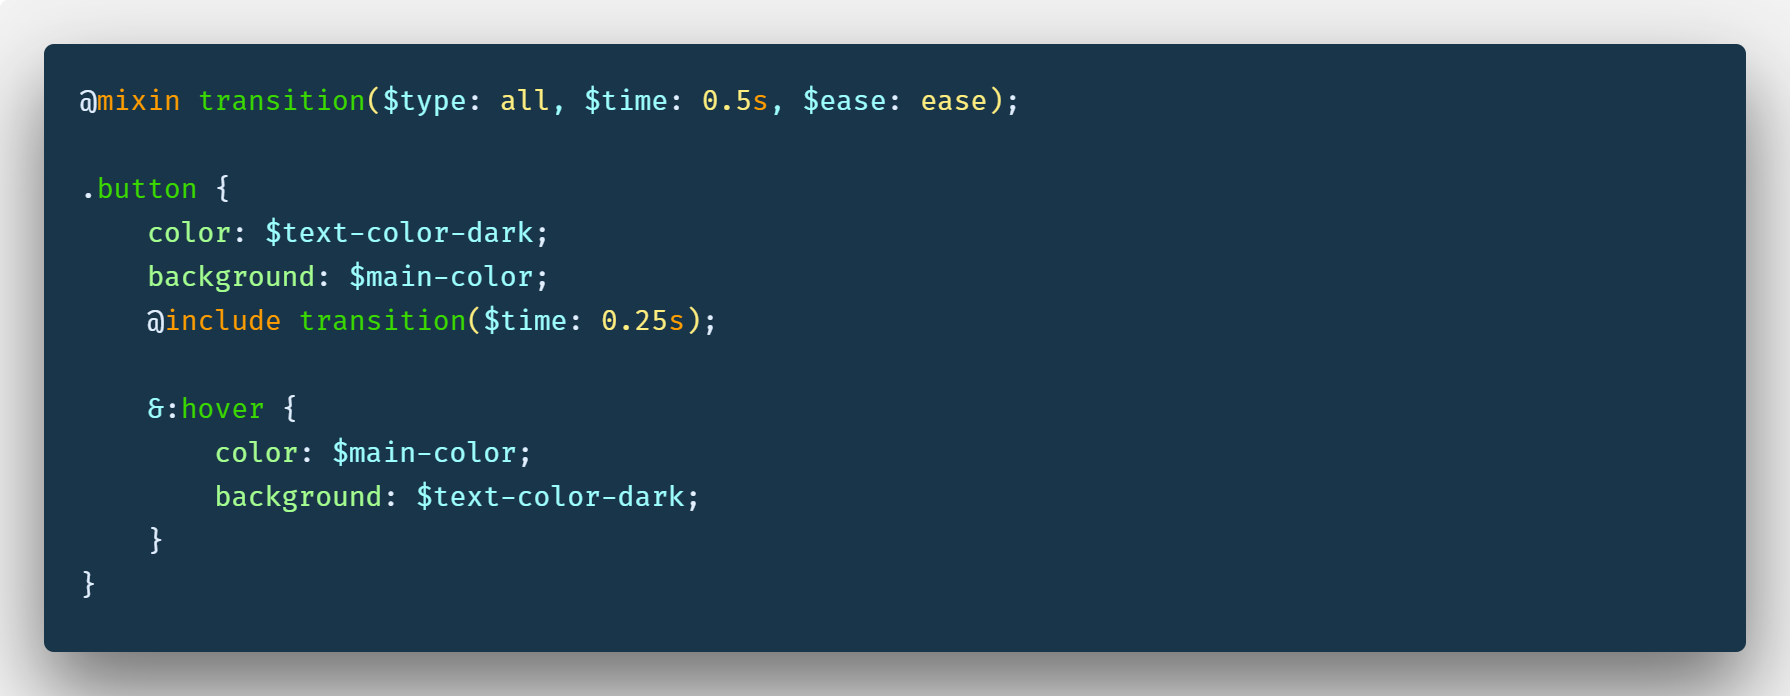 @mixin transition($type: all, $time: 0.5s, $ease: ease);
.button {
    color: $text-color-dark;
    background: $main-color;
    @include transition($time: 0.25s);
    &:hover {
        color: $main-color;
        background: $text-color-dark;
    }
}